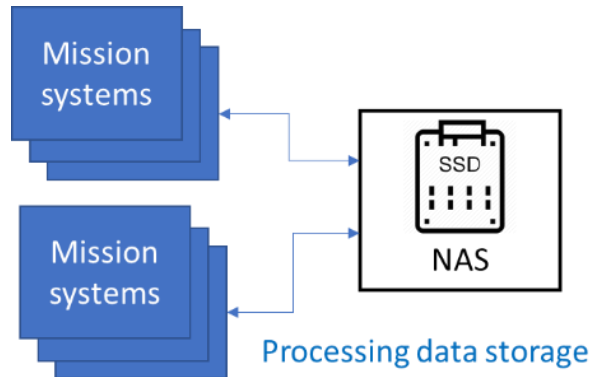 Mission
systems
SSD
NAS
Mission
systems
Processing data storage